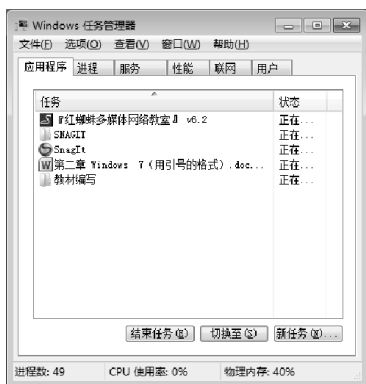 Windows 任务管理器
文件(F) 选项(O) 查看(V) 窗口(W) 帮助(H)
应用程序 进程 服务 性能 联网 用户
任务 状态
『红蜘蛛多媒体网络教室』 v6.2 正在...
SNAGIT 正在...
SnagIt 正在...
第二章 Windows 7(用引号的格式).doc... 正在...
教材编写 正在...
结束任务(E) 切换至(S) 新任务(N)...
进程数: 49 CPU 使用率: 0% 物理内存: 40%